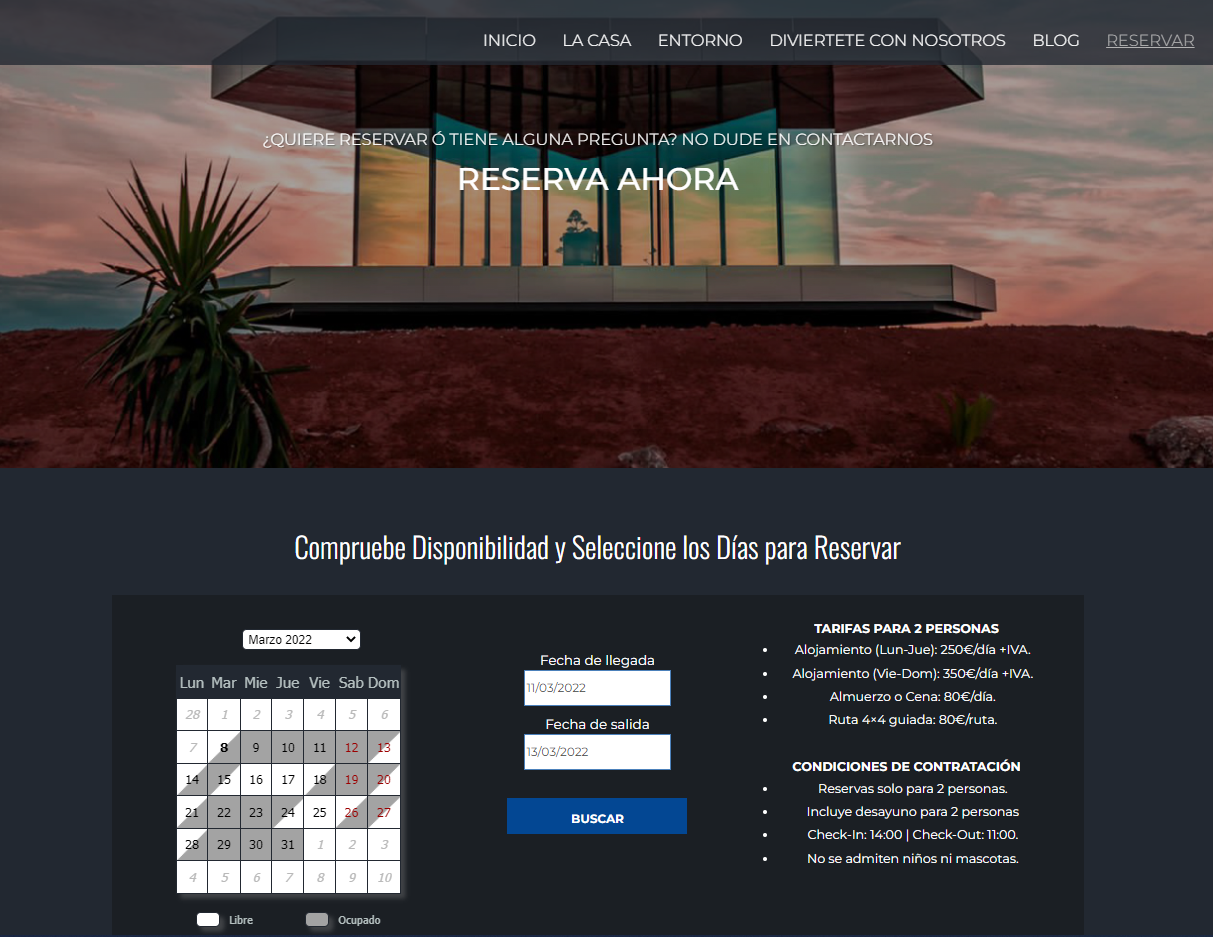 INICIO LA CASA ENTORNO DIVIERTETE CON NOSOTROS BLOG RESERVAR
¿QUIERE RESERVAR Ó TIENE ALGUNA PREGUNTA? NO DUDE EN CONTACTARNOS
RESERVA AHORA
Compruebe Disponibilidad y Seleccione los Días para Reservar
Marzo 2022
Lun Mar Mie Jue Vie Sab Dom
28 1 2 3 4 5 6
7 8 9 10 11 12 13
14 15 16 17 18 19 20
21 22 23 24 25 26 27
28 29 30 31 1 2 3
4 5 6 7 8 9 10
Libre Ocupado
Fecha de llegada
11/03/2022
Fecha de salida
13/03/2022
BUSCAR
TARIFAS PARA 2 PERSONAS
• Alojamiento (Lun-Jue): 250€/día +IVA.
• Alojamiento (Vie-Dom): 350€/día +IVA.
• Almuerzo o Cena: 80€/día.
• Ruta 4×4 guiada: 80€/ruta.
CONDICIONES DE CONTRATACIÓN
• Reservas solo para 2 personas.
• Incluye desayuno para 2 personas
• Check-In: 14:00 | Check-Out: 11:00.
• No se admiten niños ni mascotas.